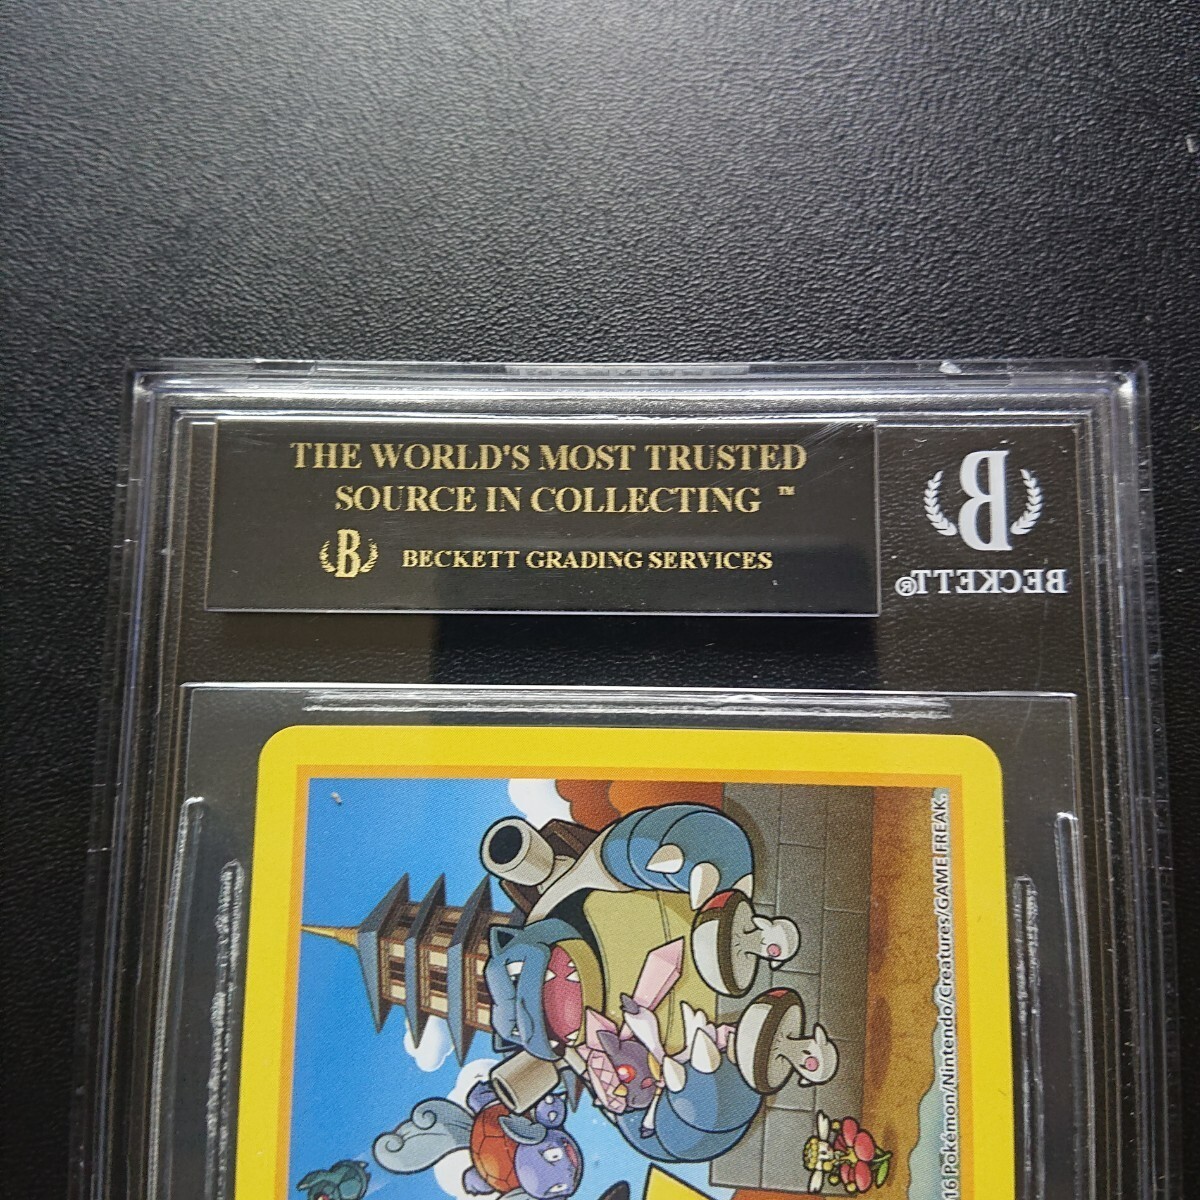 THE WORLD'S MOST TRUSTED
SOURCE IN COLLECTING ™
B BECKETT GRADING SERVICES
B
BECKETT®
16 Pokémon/Nintendo/Creatures/GAME FREAK.